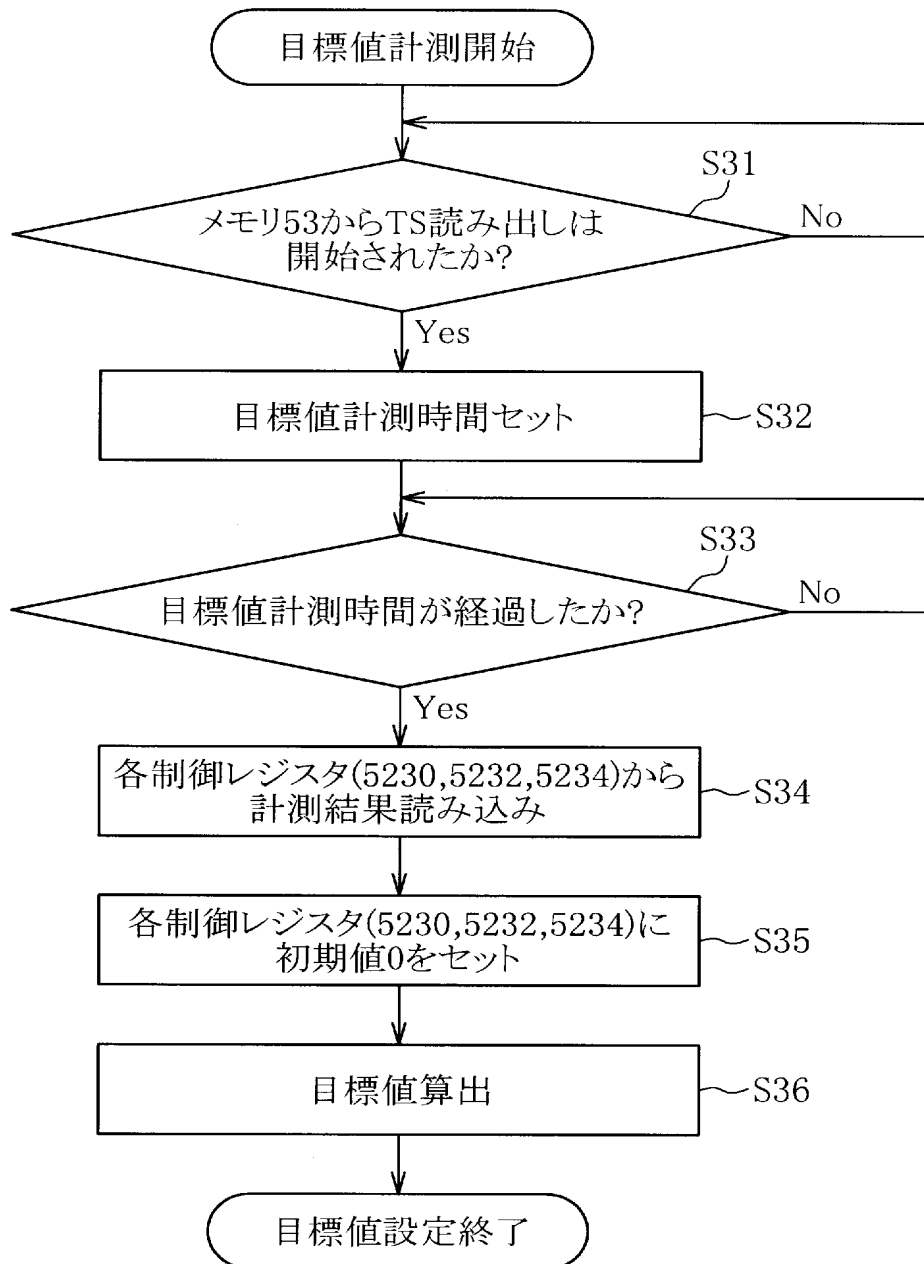 目標値計測開始
S31
メモリ53からTS読み出しは
開始されたか?
No
Yes
目標値計測時間セット
S32
S33
目標値計測時間が経過したか?
No
Yes
各制御レジスタ(5230,5232,5234)から
計測結果読み込み
S34
各制御レジスタ(5230,5232,5234)に
初期値0をセット
S35
目標値算出
S36
目標値設定終了